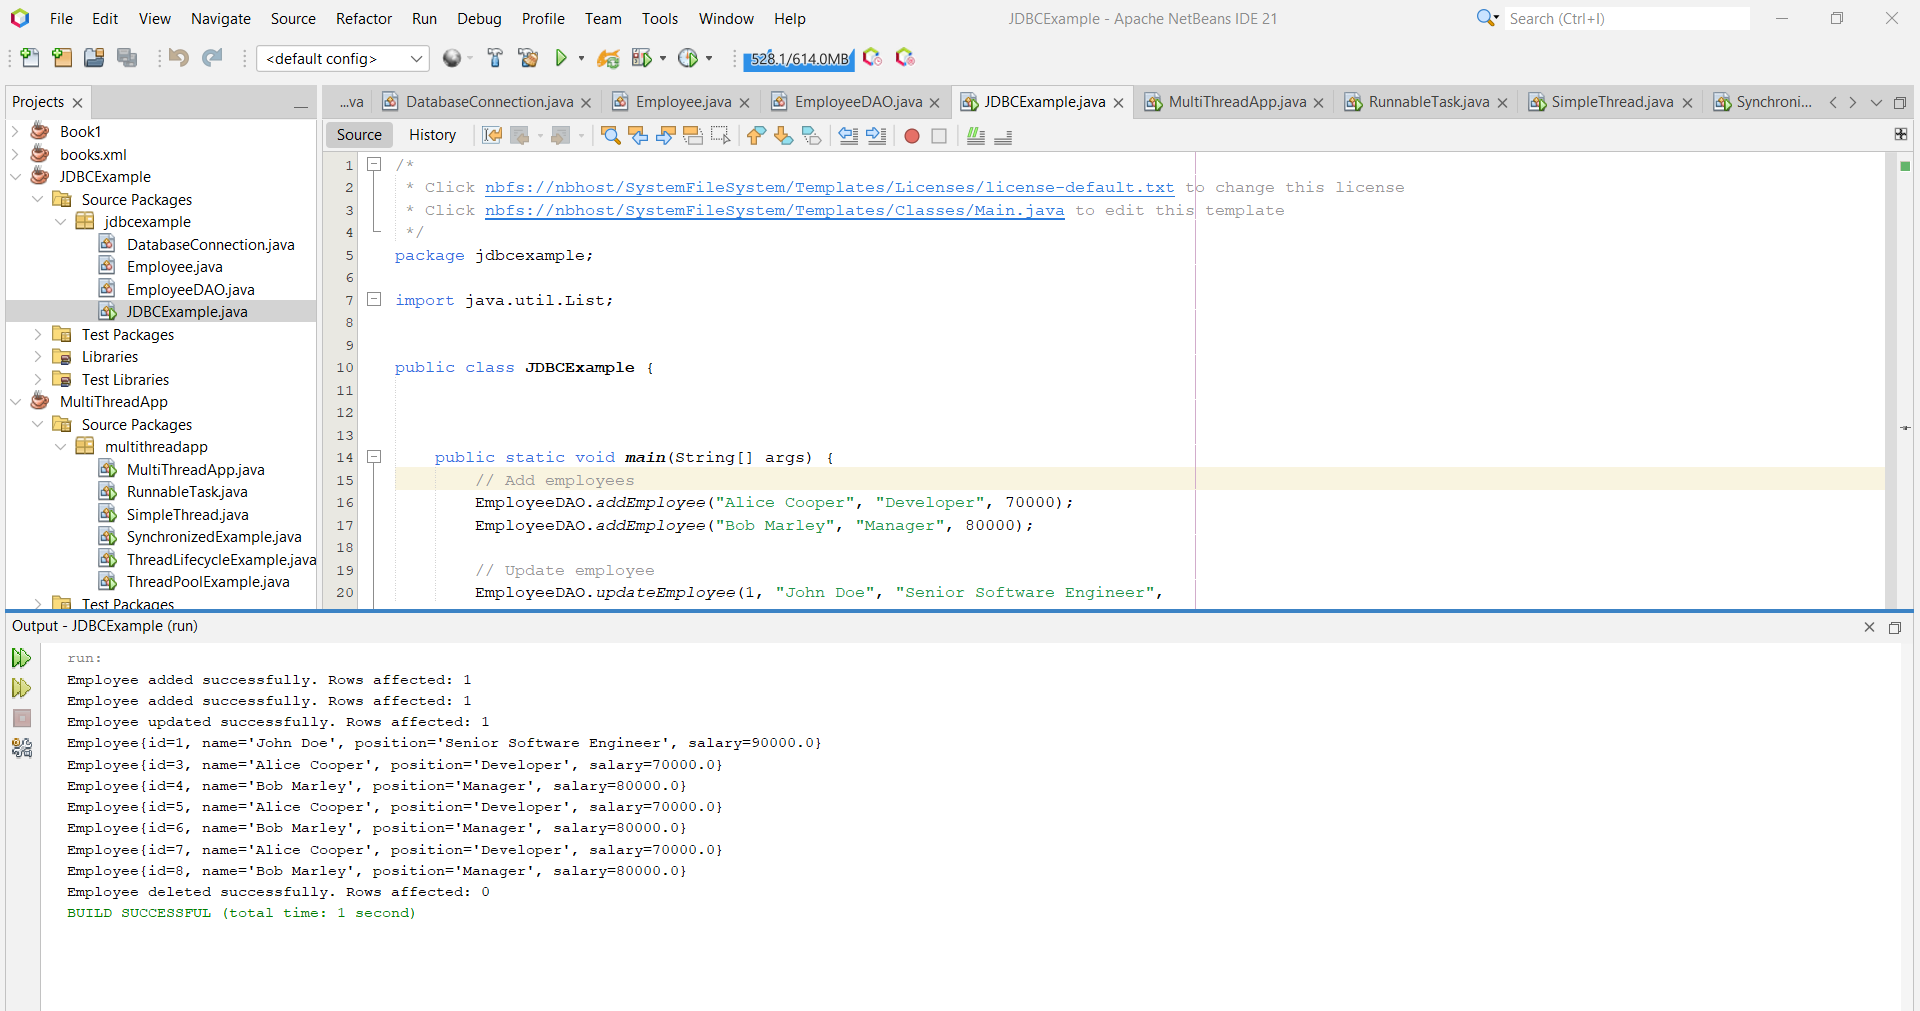 File Edit View Navigate Source Refactor Run Debug Profile Team Tools Window Help JDBCExample - Apache NetBeans IDE 21 Search (Ctrl+I)
<default config> 528.1/614.0MB
Projects
Book1
books.xml
JDBCExample
Source Packages
jdbcexample
DatabaseConnection.java
Employee.java
EmployeeDAO.java
JDBCExample.java
Test Packages
Libraries
Test Libraries
MultiThreadApp
Source Packages
multithreadapp
MultiThreadApp.java
RunnableTask.java
SimpleThread.java
SynchronizedExample.java
ThreadLifecycleExample.java
ThreadPoolExample.java
Test Packages
...va DatabaseConnection.java Employee.java EmployeeDAO.java JDBCExample.java MultiThreadApp.java RunnableTask.java SimpleThread.java Synchroni...
Source History
1 /*
2 * Click nbfs://nbhost/SystemFileSystem/Templates/Licenses/license-default.txt to change this license
3 * Click nbfs://nbhost/SystemFileSystem/Templates/Classes/Main.java to edit this template
4 */
5 package jdbcexample;
6
7 import java.util.List;
8
9
10 public class JDBCExample {
11
12
13
14 public static void main(String[] args) {
15 // Add employees
16 EmployeeDAO.addEmployee("Alice Cooper", "Developer", 70000);
17 EmployeeDAO.addEmployee("Bob Marley", "Manager", 80000);
18
19 // Update employee
20 EmployeeDAO.updateEmployee(1, "John Doe", "Senior Software Engineer",
Output - JDBCExample (run)
run:
Employee added successfully. Rows affected: 1
Employee added successfully. Rows affected: 1
Employee updated successfully. Rows affected: 1
Employee{id=1, name='John Doe', position='Senior Software Engineer', salary=90000.0}
Employee{id=3, name='Alice Cooper', position='Developer', salary=70000.0}
Employee{id=4, name='Bob Marley', position='Manager', salary=80000.0}
Employee{id=5, name='Alice Cooper', position='Developer', salary=70000.0}
Employee{id=6, name='Bob Marley', position='Manager', salary=80000.0}
Employee{id=7, name='Alice Cooper', position='Developer', salary=70000.0}
Employee{id=8, name='Bob Marley', position='Manager', salary=80000.0}
Employee deleted successfully. Rows affected: 0
BUILD SUCCESSFUL (total time: 1 second)